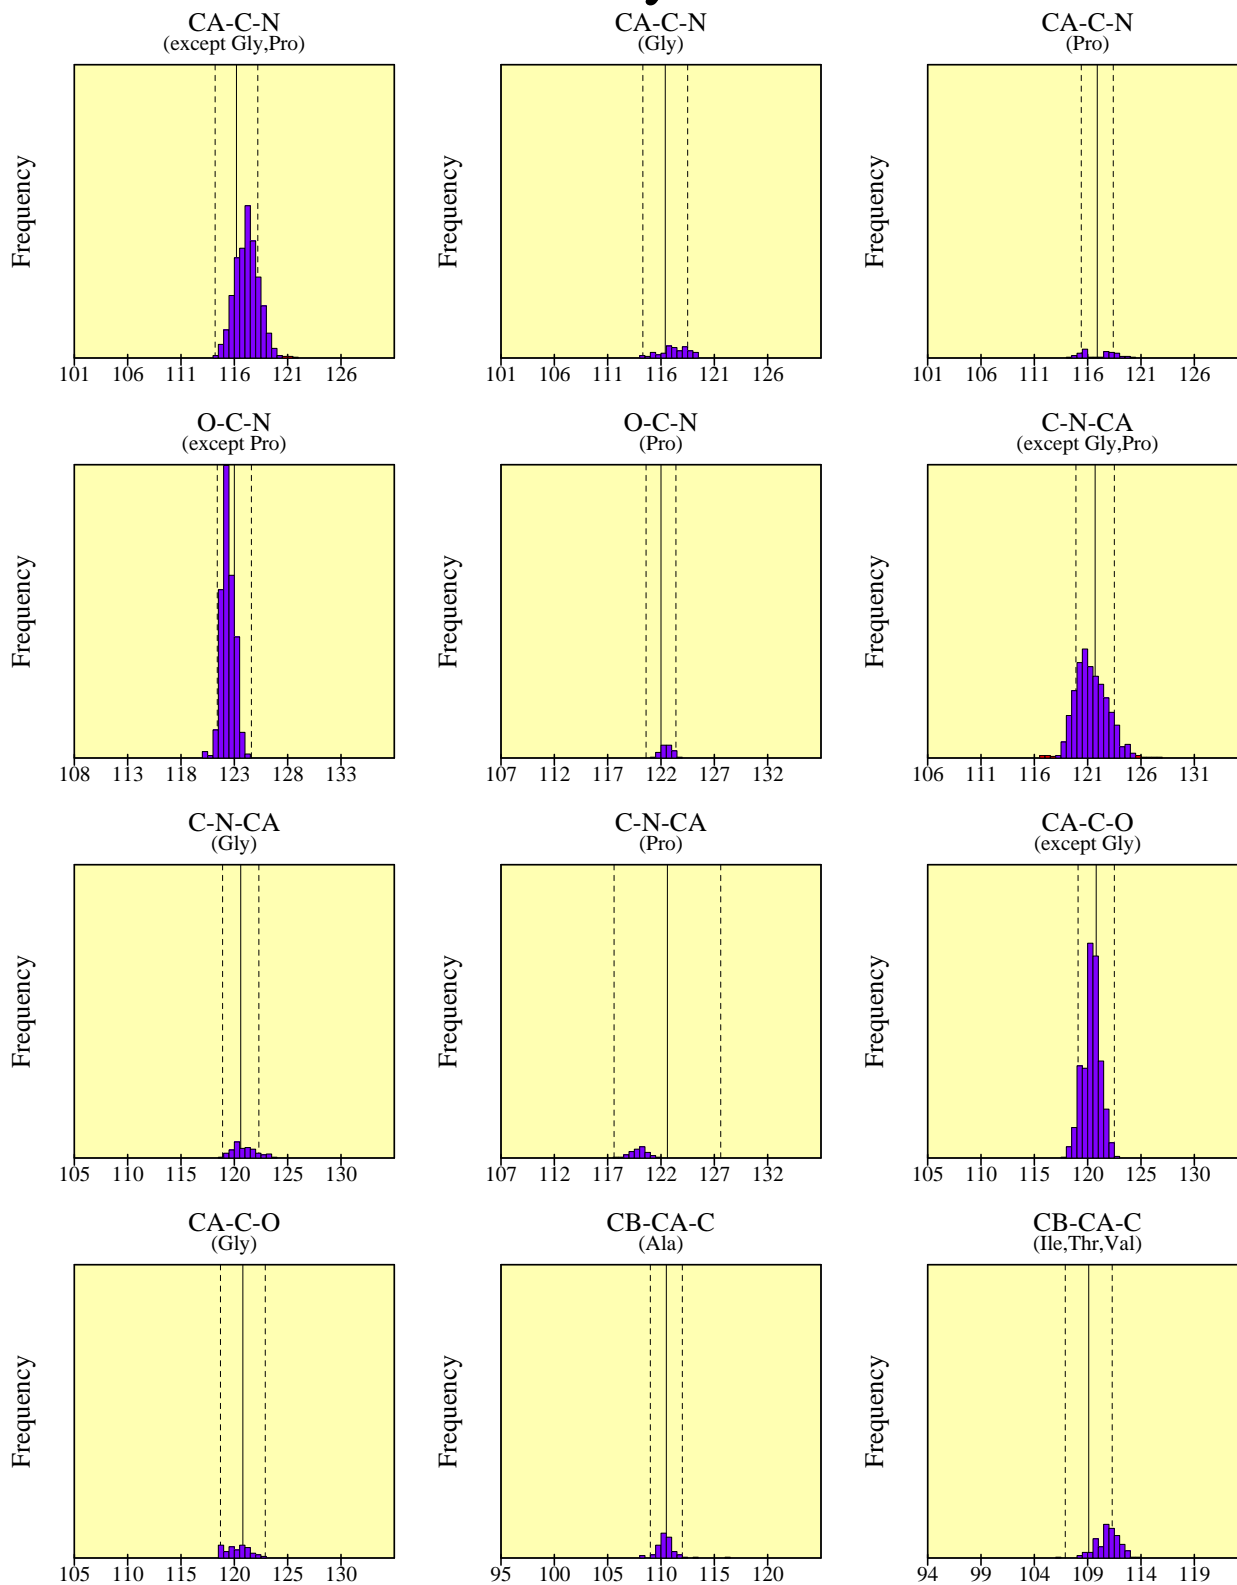 CA-C-N
(except Gly,Pro)
CA-C-N
(Gly)
CA-C-N
(Pro)
Frequency
Frequency
Frequency
101 106 111 116 121 126
101 106 111 116 121 126
101 106 111 116 121 126
O-C-N
(except Pro)
O-C-N
(Pro)
C-N-CA
(except Gly,Pro)
Frequency
Frequency
Frequency
108 113 118 123 128 133
107 112 117 122 127 132
106 111 116 121 126 131
C-N-CA
(Gly)
C-N-CA
(Pro)
CA-C-O
(except Gly)
Frequency
Frequency
Frequency
105 110 115 120 125 130
107 112 117 122 127 132
105 110 115 120 125 130
CA-C-O
(Gly)
CB-CA-C
(Ala)
CB-CA-C
(Ile,Thr,Val)
Frequency
Frequency
Frequency
105 110 115 120 125 130
95 100 105 110 115 120
94 99 104 109 114 119